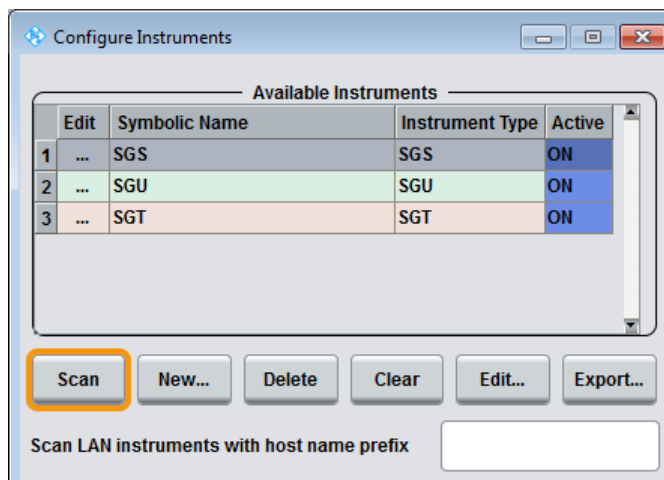 Configure Instruments
Available Instruments
Edit Symbolic Name Instrument Type Active
1 ... SGS SGS ON
2 ... SGU SGU ON
3 ... SGT SGT ON
Scan New... Delete Clear Edit... Export...
Scan LAN instruments with host name prefix